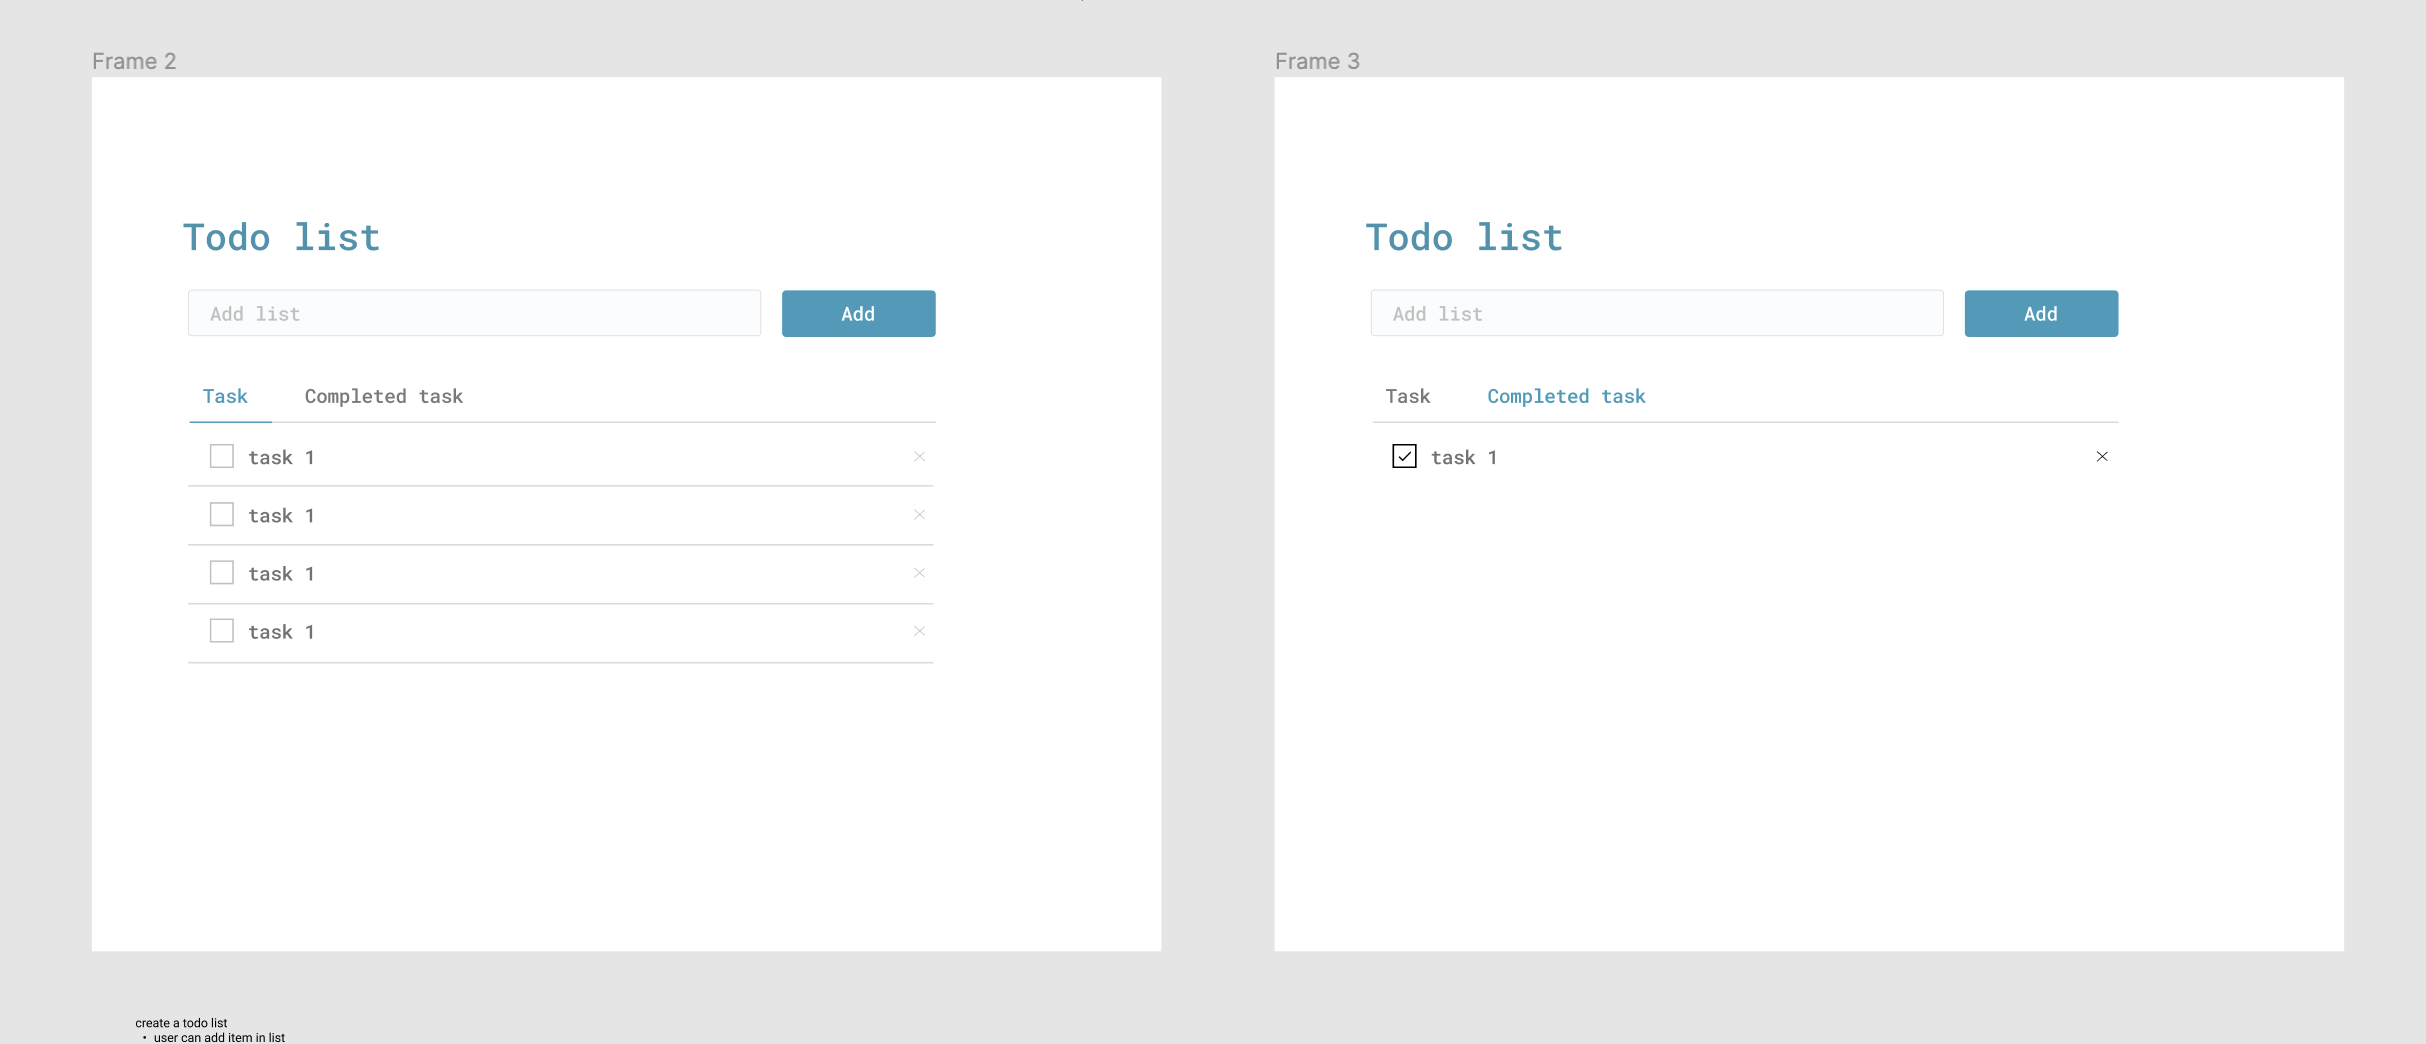 Frame 2
Todo list
Add list
Add
Task Completed task
task 1
task 1
task 1
task 1
Frame 3
Todo list
Add list
Add
Task Completed task
task 1
create a todo list
• user can add item in list